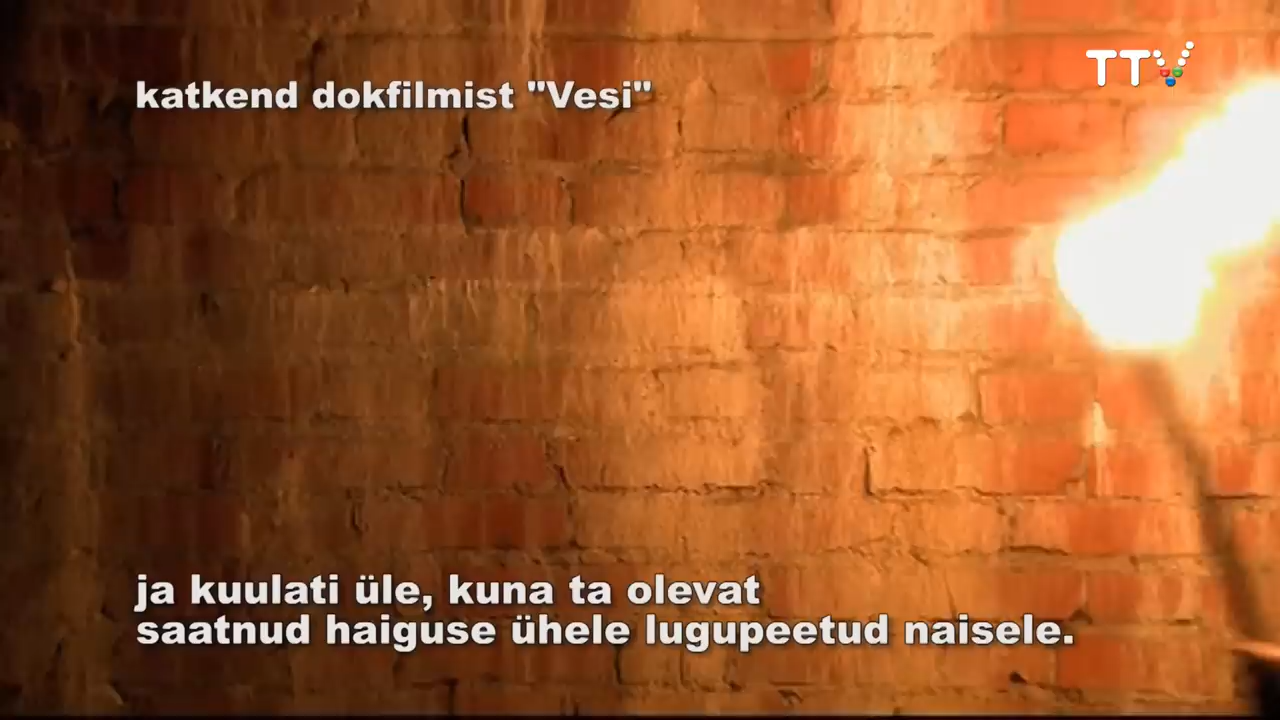 TTV
katkend dokfilmist "Vesi"
ja kuulati üle, kuna ta olevat
saatnud haiguse ühele lugupeetud naisele.